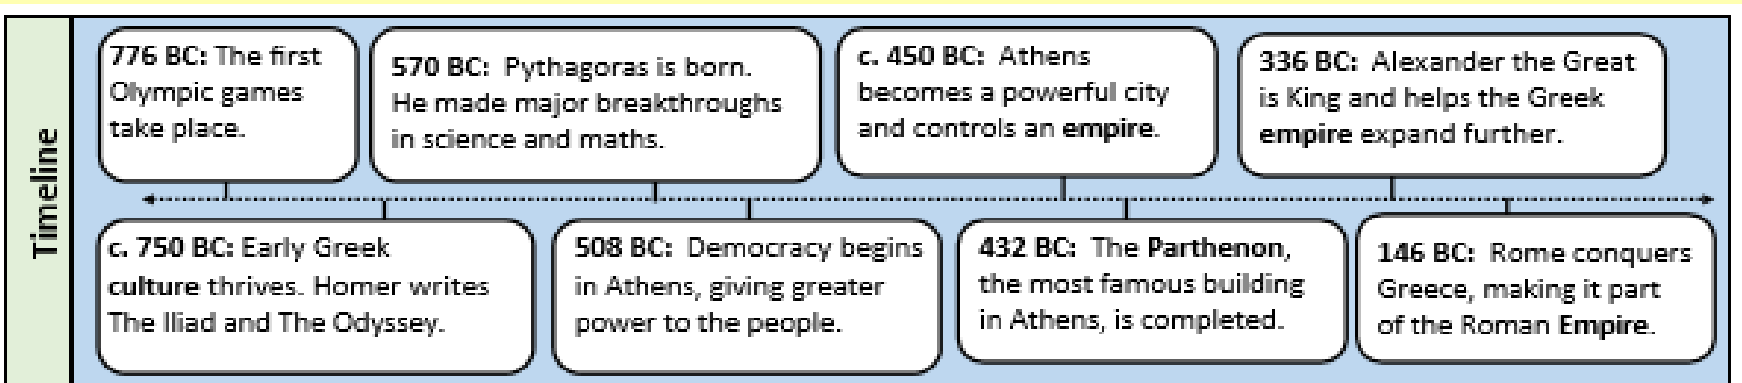 Timeline
776 BC: The first
Olympic games
take place.
570 BC: Pythagoras is born.
He made major breakthroughs
in science and maths.
c. 450 BC: Athens
becomes a powerful city
and controls an empire.
336 BC: Alexander the Great
is King and helps the Greek
empire expand further.
c. 750 BC: Early Greek
culture thrives. Homer writes
The Iliad and The Odyssey.
508 BC: Democracy begins
in Athens, giving greater
power to the people.
432 BC: The Parthenon,
the most famous building
in Athens, is completed.
146 BC: Rome conquers
Greece, making it part
of the Roman Empire.